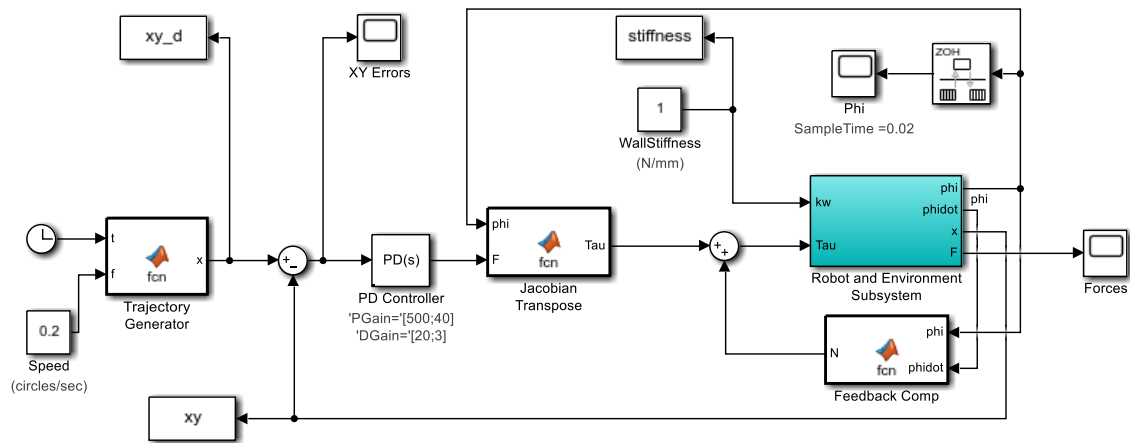 xy_d
XY Errors
stiffness
1
WallStiffness
(N/mm)
ZOH
Phi
SampleTime =0.02
t
f
x
fcn
Trajectory
Generator
0.2
Speed
(circles/sec)
+
−
PD(s)
PD Controller
'PGain='[500;40]
'DGain='[20;3]
phi
F
Tau
fcn
Jacobian
Transpose
+
+
kw
Tau
phi
phidot
x
F
phi
Robot and Environment
Subsystem
Forces
N
phi
phidot
fcn
Feedback Comp
xy